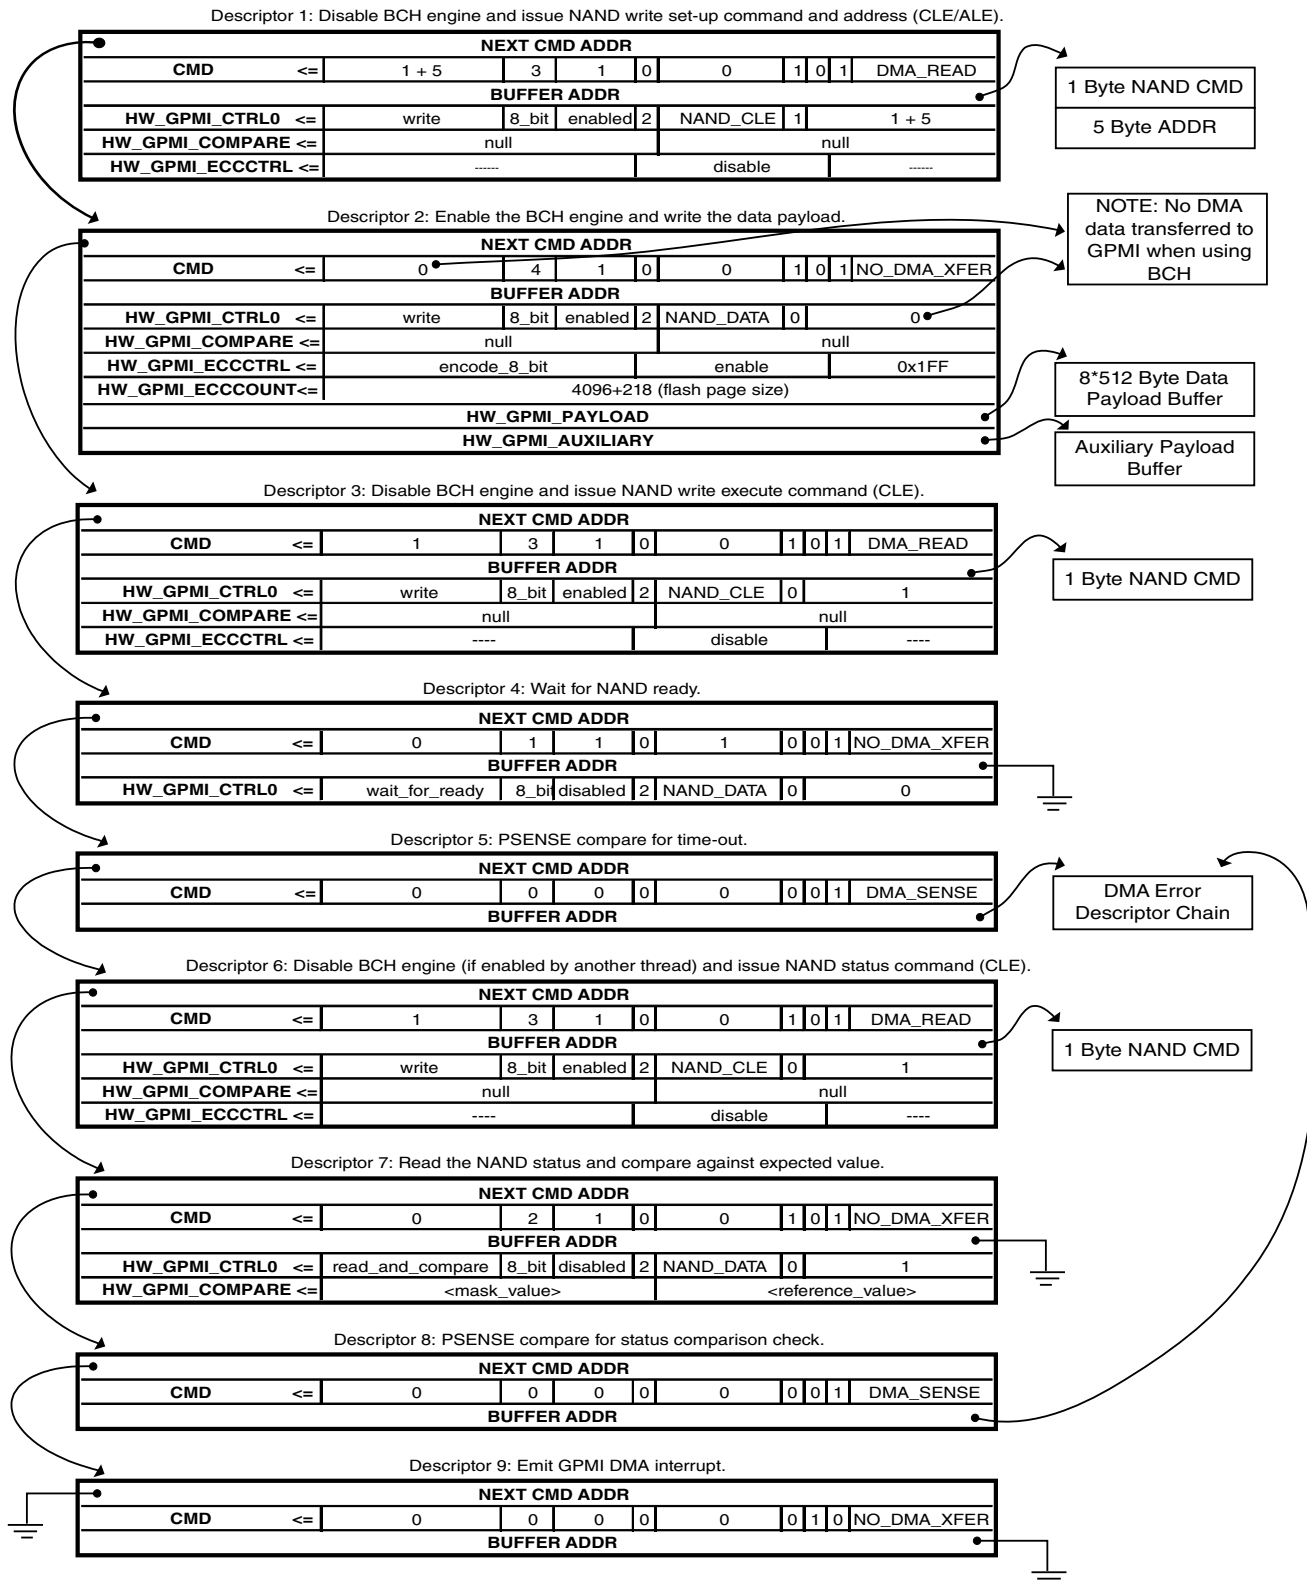 Descriptor 1: Disable BCH engine and issue NAND write set-up command and address (CLE/ALE).
NEXT CMD ADDR
CMD <= 1 + 5 3 1 0 0 1 0 1 DMA_READ
BUFFER ADDR
HW_GPMI_CTRL0 <= write 8_bit enabled 2 NAND_CLE 1 1 + 5
HW_GPMI_COMPARE <= null null
HW_GPMI_ECCCTRL <= ------ disable ------
1 Byte NAND CMD
5 Byte ADDR
Descriptor 2: Enable the BCH engine and write the data payload.
NEXT CMD ADDR
CMD <= 0 4 1 0 0 1 0 1 NO_DMA_XFER
BUFFER ADDR
HW_GPMI_CTRL0 <= write 8_bit enabled 2 NAND_DATA 0 0
HW_GPMI_COMPARE <= null null
HW_GPMI_ECCCTRL <= encode_8_bit enable 0x1FF
HW_GPMI_ECCCOUNT<= 4096+218 (flash page size)
HW_GPMI_PAYLOAD
HW_GPMI_AUXILIARY
NOTE: No DMA
data transferred to
GPMI when using
BCH
8*512 Byte Data
Payload Buffer
Auxiliary Payload
Buffer
Descriptor 3: Disable BCH engine and issue NAND write execute command (CLE).
NEXT CMD ADDR
CMD <= 1 3 1 0 0 1 0 1 DMA_READ
BUFFER ADDR
HW_GPMI_CTRL0 <= write 8_bit enabled 2 NAND_CLE 0 1
HW_GPMI_COMPARE <= null null
HW_GPMI_ECCCTRL <= ---- disable ----
1 Byte NAND CMD
Descriptor 4: Wait for NAND ready.
NEXT CMD ADDR
CMD <= 0 1 1 0 1 0 0 1 NO_DMA_XFER
BUFFER ADDR
HW_GPMI_CTRL0 <= wait_for_ready 8_bit disabled 2 NAND_DATA 0 0
Descriptor 5: PSENSE compare for time-out.
NEXT CMD ADDR
CMD <= 0 0 0 0 0 0 0 1 DMA_SENSE
BUFFER ADDR
DMA Error
Descriptor Chain
Descriptor 6: Disable BCH engine (if enabled by another thread) and issue NAND status command (CLE).
NEXT CMD ADDR
CMD <= 1 3 1 0 0 1 0 1 DMA_READ
BUFFER ADDR
HW_GPMI_CTRL0 <= write 8_bit enabled 2 NAND_CLE 0 1
HW_GPMI_COMPARE <= null null
HW_GPMI_ECCCTRL <= ---- disable ----
1 Byte NAND CMD
Descriptor 7: Read the NAND status and compare against expected value.
NEXT CMD ADDR
CMD <= 0 2 1 0 0 1 0 1 NO_DMA_XFER
BUFFER ADDR
HW_GPMI_CTRL0 <= read_and_compare 8_bit disabled 2 NAND_DATA 0 1
HW_GPMI_COMPARE <= <mask_value> <reference_value>
Descriptor 8: PSENSE compare for status comparison check.
NEXT CMD ADDR
CMD <= 0 0 0 0 0 0 0 1 DMA_SENSE
BUFFER ADDR
Descriptor 9: Emit GPMI DMA interrupt.
NEXT CMD ADDR
CMD <= 0 0 0 0 0 0 1 0 NO_DMA_XFER
BUFFER ADDR